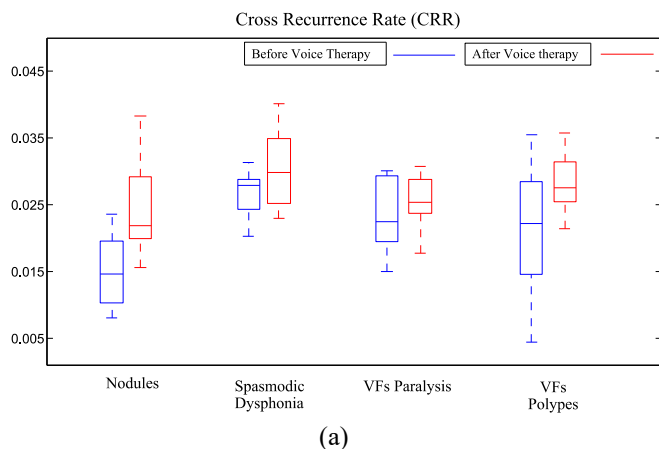 Cross Recurrence Rate (CRR)
Before Voice Therapy
After Voice therapy
0.045
0.035
0.025
0.015
0.005
Nodules
Spasmodic
Dysphonia
VFs Paralysis
VFs
Polypes
(a)